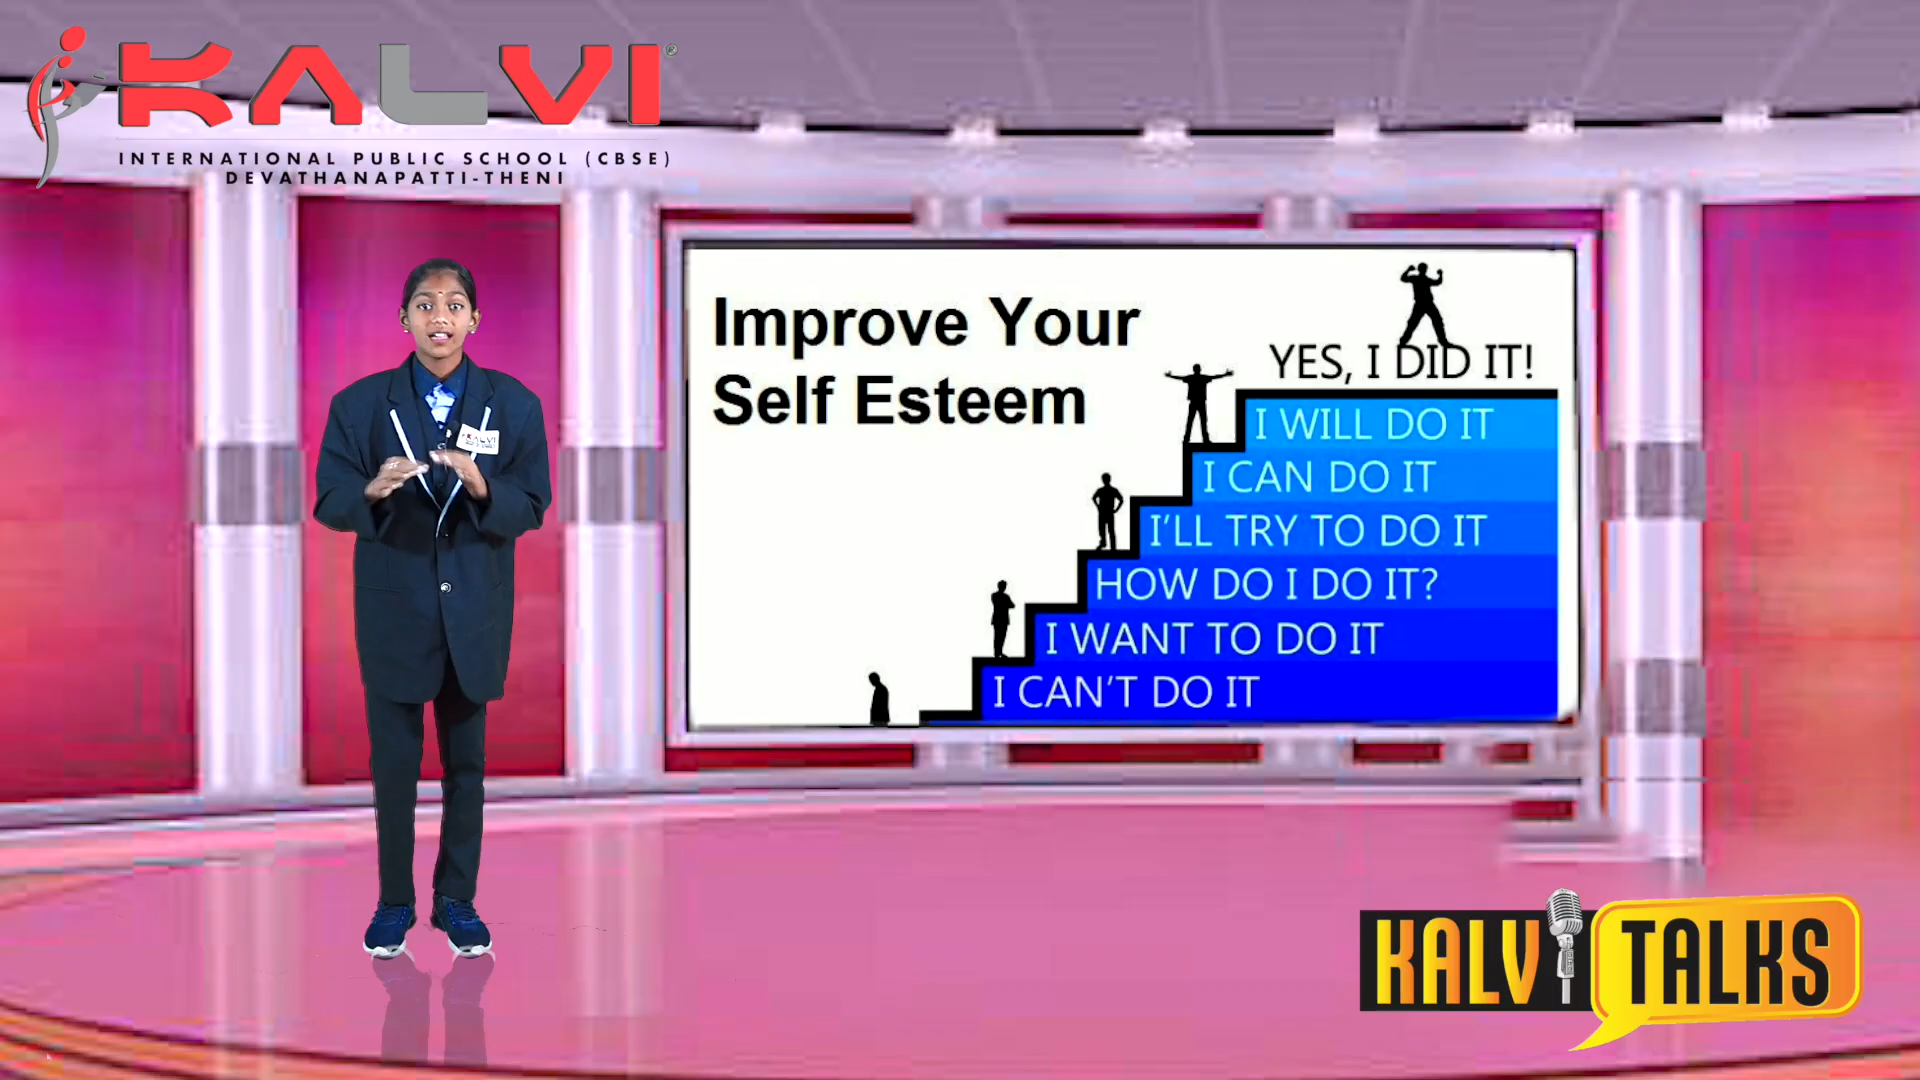 KALVI®
INTERNATIONAL PUBLIC SCHOOL (CBSE)
DEVATHANAPATTI-THENI
Improve Your
Self Esteem
YES, I DID IT!
I WILL DO IT
I CAN DO IT
I'LL TRY TO DO IT
HOW DO I DO IT?
I WANT TO DO IT
I CAN'T DO IT
KALVI
KALVI TALKS